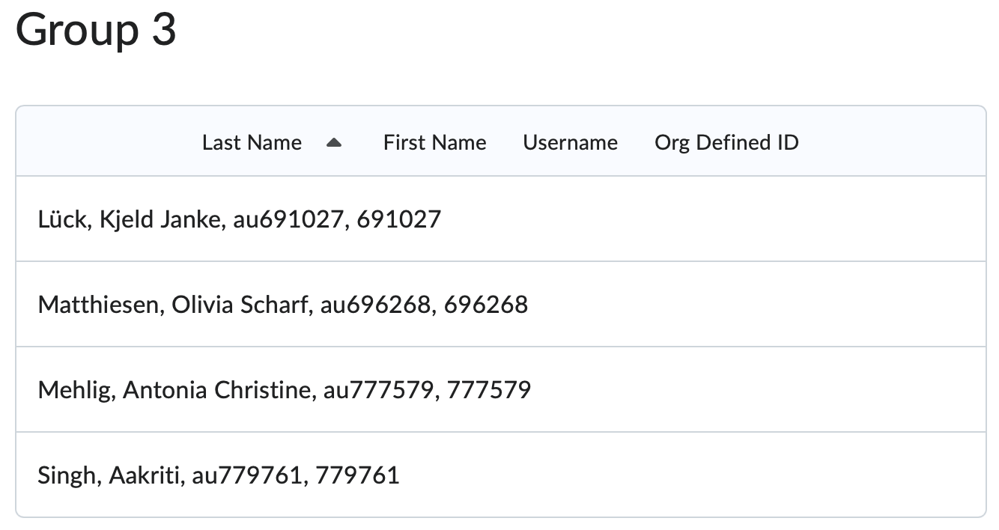 Group 3
Last Name ▲ First Name Username Org Defined ID
Lück, Kjeld Janke, au691027, 691027
Matthiesen, Olivia Scharf, au696268, 696268
Mehlig, Antonia Christine, au777579, 777579
Singh, Aakriti, au779761, 779761